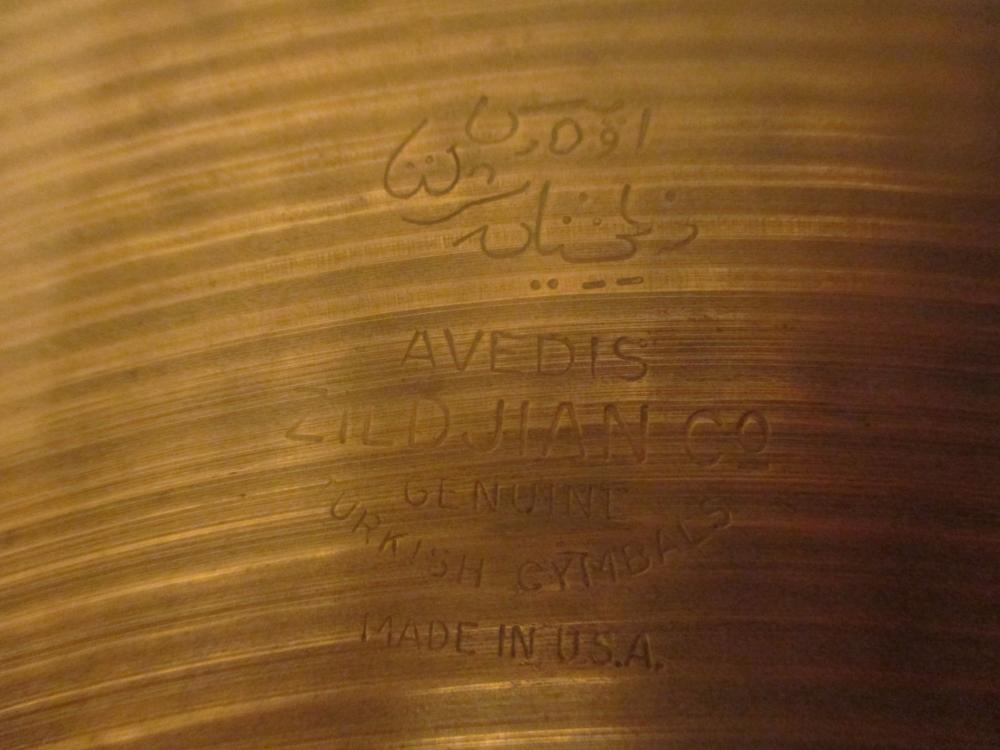 AVEDIS
ZILDJIAN CO
GENUINE
TURKISH CYMBALS
MADE IN U.S.A.